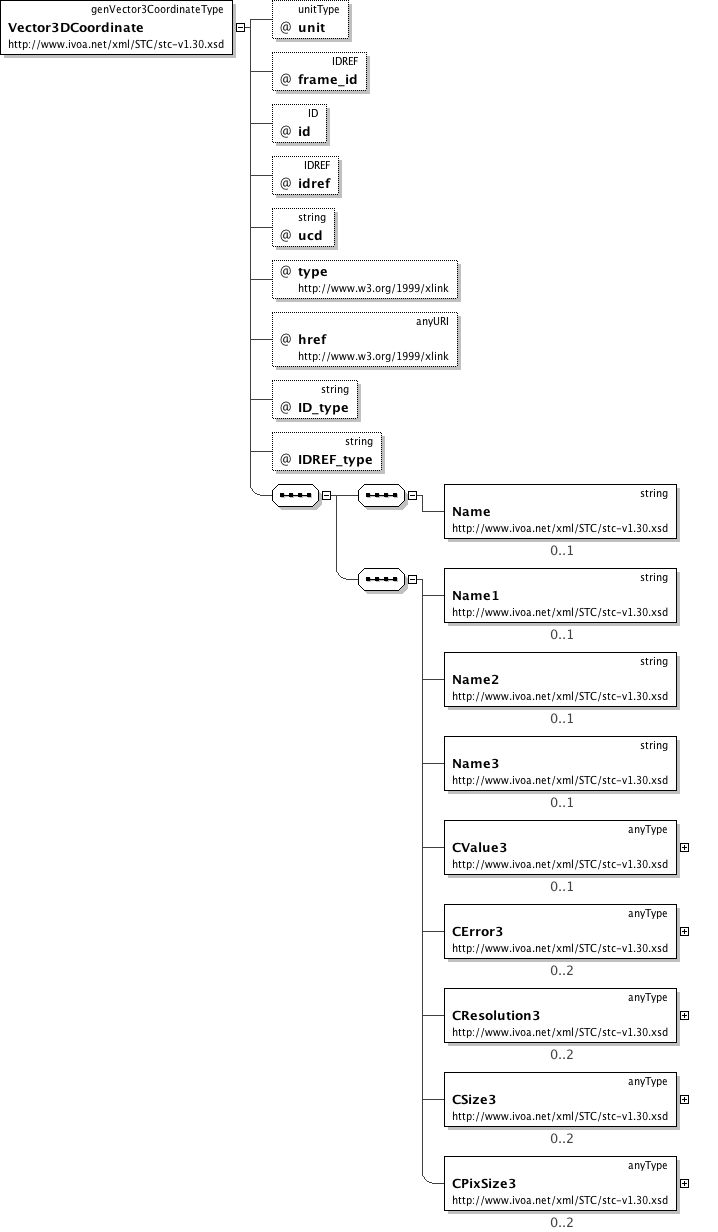 genVector3CoordinateType
Vector3DCoordinate
http://www.ivoa.net/xml/STC/stc-v1.30.xsd
unitType
@ unit
IDREF
@ frame_id
ID
@ id
IDREF
@ idref
string
@ ucd
@ type
http://www.w3.org/1999/xlink
anyURI
@ href
http://www.w3.org/1999/xlink
string
@ ID_type
string
@ IDREF_type
string
Name
http://www.ivoa.net/xml/STC/stc-v1.30.xsd
0..1
string
Name1
http://www.ivoa.net/xml/STC/stc-v1.30.xsd
0..1
string
Name2
http://www.ivoa.net/xml/STC/stc-v1.30.xsd
0..1
string
Name3
http://www.ivoa.net/xml/STC/stc-v1.30.xsd
0..1
anyType
CValue3
http://www.ivoa.net/xml/STC/stc-v1.30.xsd
0..1
anyType
CError3
http://www.ivoa.net/xml/STC/stc-v1.30.xsd
0..2
anyType
CResolution3
http://www.ivoa.net/xml/STC/stc-v1.30.xsd
0..2
anyType
CSize3
http://www.ivoa.net/xml/STC/stc-v1.30.xsd
0..2
anyType
CPixSize3
http://www.ivoa.net/xml/STC/stc-v1.30.xsd
0..2